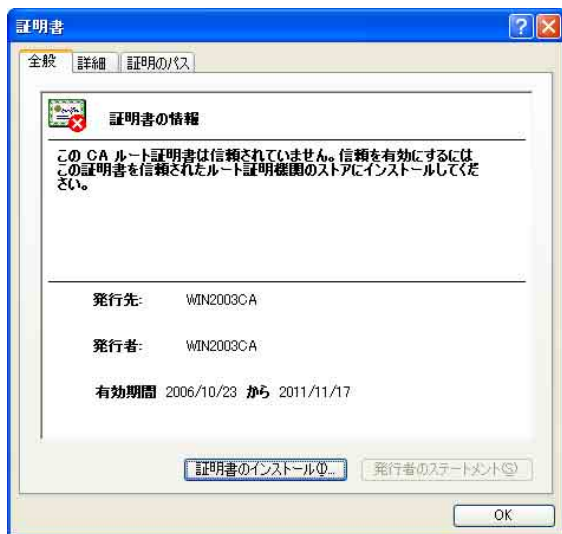 証明書
全般 詳細 証明のパス
証明書の情報
この CA ルート証明書は信頼されていません。信頼を有効にするには
この証明書を信頼されたルート証明機関のストアにインストールしてくだ
さい。
発行先: WIN2003CA
発行者: WIN2003CA
有効期間 2006/10/23 から 2011/11/17
証明書のインストール(I)... 発行者のステートメント(S)
OK